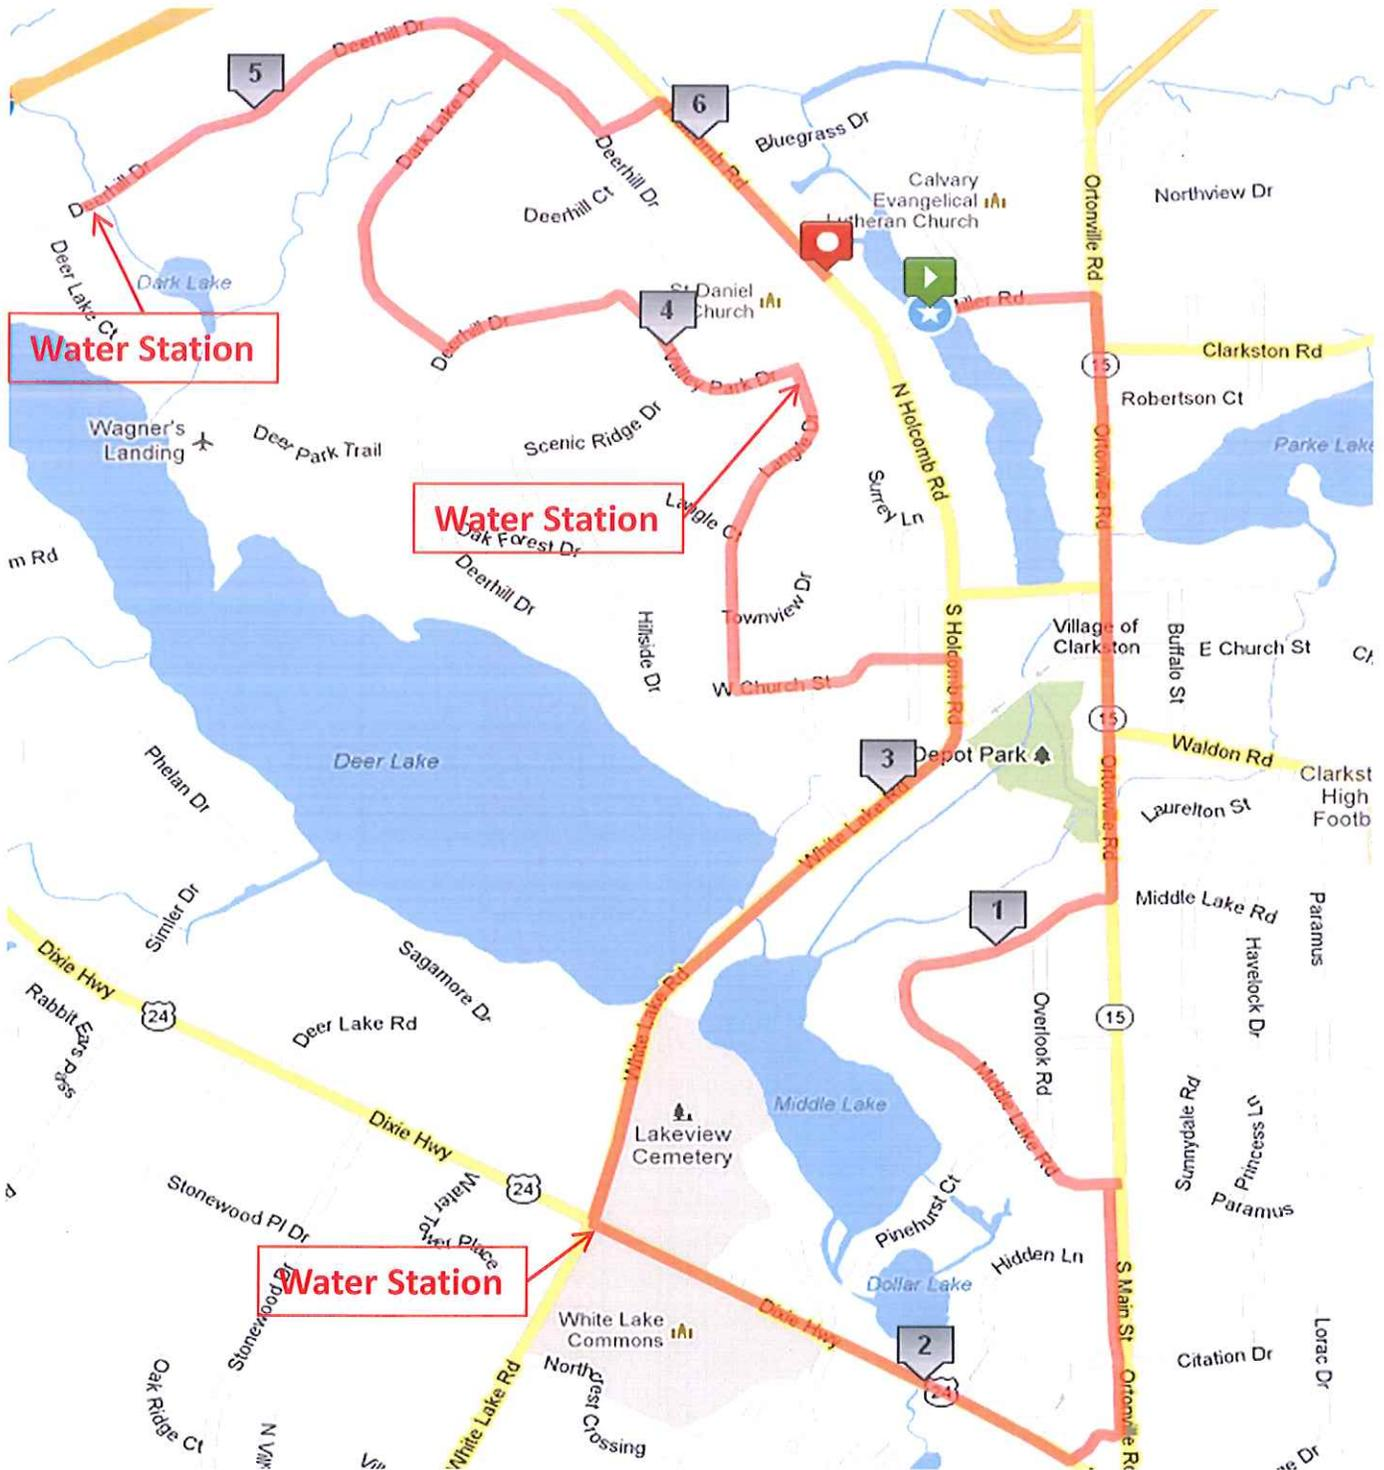 Deerhill Dr
5
6
Bluegrass Dr
Dark Lake Dr
Deerhill Dr
Deerhill Dr
Calvary
Evangelical
Lutheran Church
Northview Dr
Ortonville Rd
Deerhill Ct
Deer Lake Ct
Dark Lake
St Daniel
Church
4
Clarkston Rd
15
Water Station
Deerhill Dr
Valley Park Dr
N Holcomb Rd
Robertson Ct
Wagner's
Landing
Deer Park Trail
Scenic Ridge Dr
Langle Dr
Ortonville Rd
Parke Lake
Surrey Ln
Langle Ct
Water Station
Oak Forest Dr
m Rd
Deerhill Dr
Townview Dr
Hillside Dr
S Holcomb Rd
Village of
Clarkston
Buffalo St
E Church St
W Church St
15
Depot Park
3
Waldon Rd
Deer Lake
Phelan Dr
Clarkst
High
Footb
Ortonville Rd
Laurelton St
White Lake Rd
1
Middle Lake Rd
Paramus
Simler Dr
Dixie Hwy
Sagamore Dr
Havelock Dr
24
Rabbit Ears Pass
Deer Lake Rd
White Lake Rd
Overlook Rd
15
Middle Lake Rd
Middle Lake
Sunnydale Rd
Princess Ln
Lakeview
Cemetery
Dixie Hwy
24
Stonewood Pl Dr
Water Tower Place
Pinehurst Ct
Paramus
Hidden Ln
Water Station
Stonewood Dr
Dollar Lake
S Main St
White Lake
Commons
Dixie Hwy
2
24
Citation Dr
Lorac Dr
Northcrest Crossing
Oak Ridge Ct
White Lake Rd
Ortonville Rd